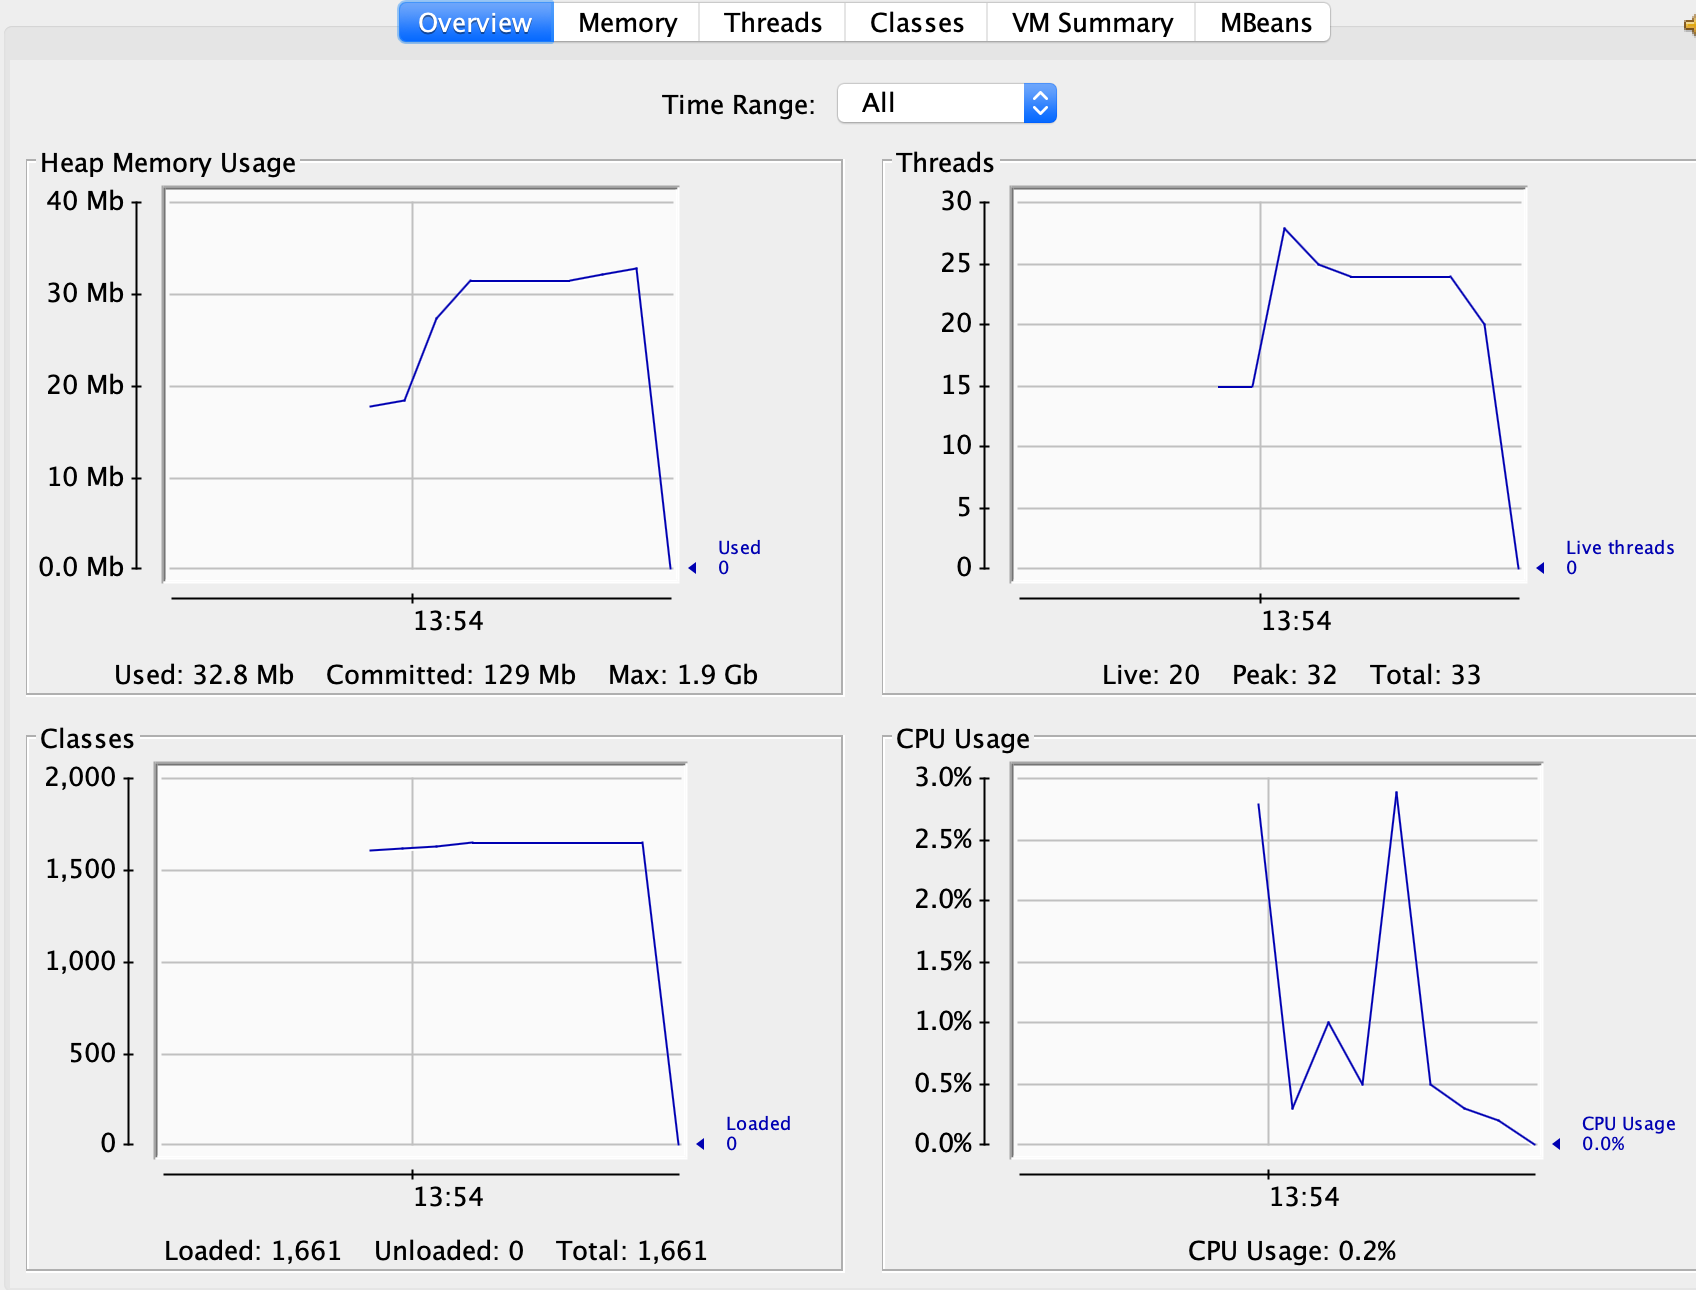 Overview Memory Threads Classes VM Summary MBeans
Time Range: All
Heap Memory Usage
40 Mb
30 Mb
20 Mb
10 Mb
0.0 Mb
Used
0
13:54
Used: 32.8 Mb Committed: 129 Mb Max: 1.9 Gb
Threads
30
25
20
15
10
5
0
Live threads
0
13:54
Live: 20 Peak: 32 Total: 33
Classes
2,000
1,500
1,000
500
0
Loaded
0
13:54
Loaded: 1,661 Unloaded: 0 Total: 1,661
CPU Usage
3.0%
2.5%
2.0%
1.5%
1.0%
0.5%
0.0%
CPU Usage
0.0%
13:54
CPU Usage: 0.2%